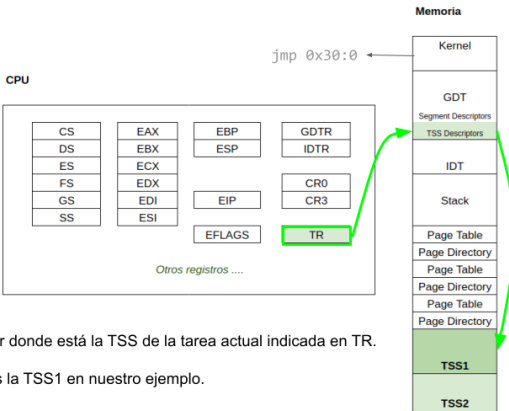 Memoria
jmp 0x30:0
Kernel
CPU
GDT
Segment Descriptors
TSS Descriptors
CS
DS
ES
FS
GS
SS
EAX
EBX
ECX
EDX
EDI
ESI
EBP
ESP
EIP
EFLAGS
GDTR
IDTR
CR0
CR3
TR
Otros registros ....
IDT
Stack
Page Table
Page Directory
Page Table
Page Directory
Page Table
Page Directory
TSS1
TSS2
r donde está la TSS de la tarea actual indicada en TR.
s la TSS1 en nuestro ejemplo.